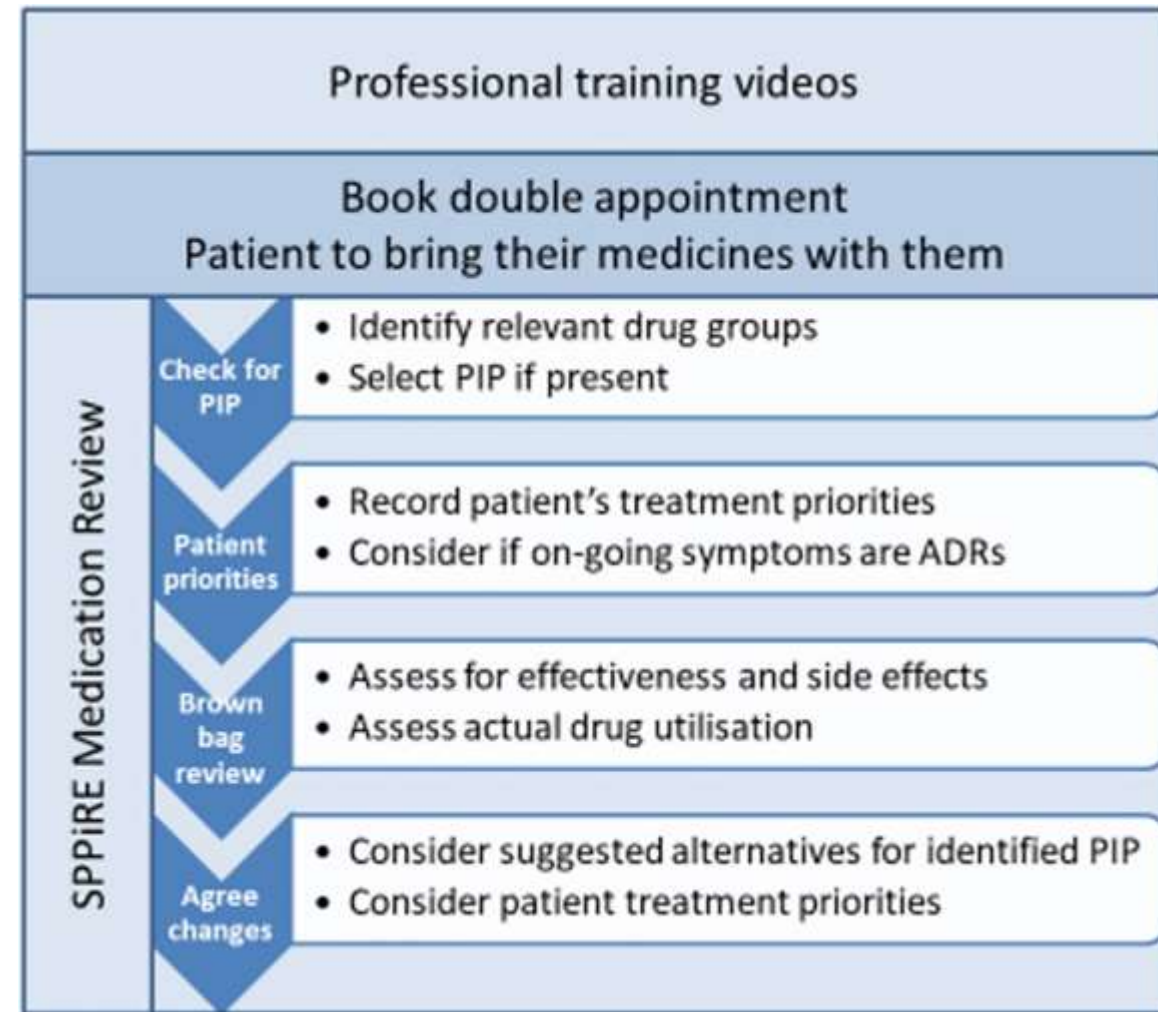 Professional training videos
Book double appointment
Patient to bring their medicines with them
SPPiRE Medication Review
Check for
PIP
• Identify relevant drug groups
• Select PIP if present
Patient
priorities
• Record patient's treatment priorities
• Consider if on-going symptoms are ADRs
Brown
bag
review
• Assess for effectiveness and side effects
• Assess actual drug utilisation
Agree
changes
• Consider suggested alternatives for identified PIP
• Consider patient treatment priorities